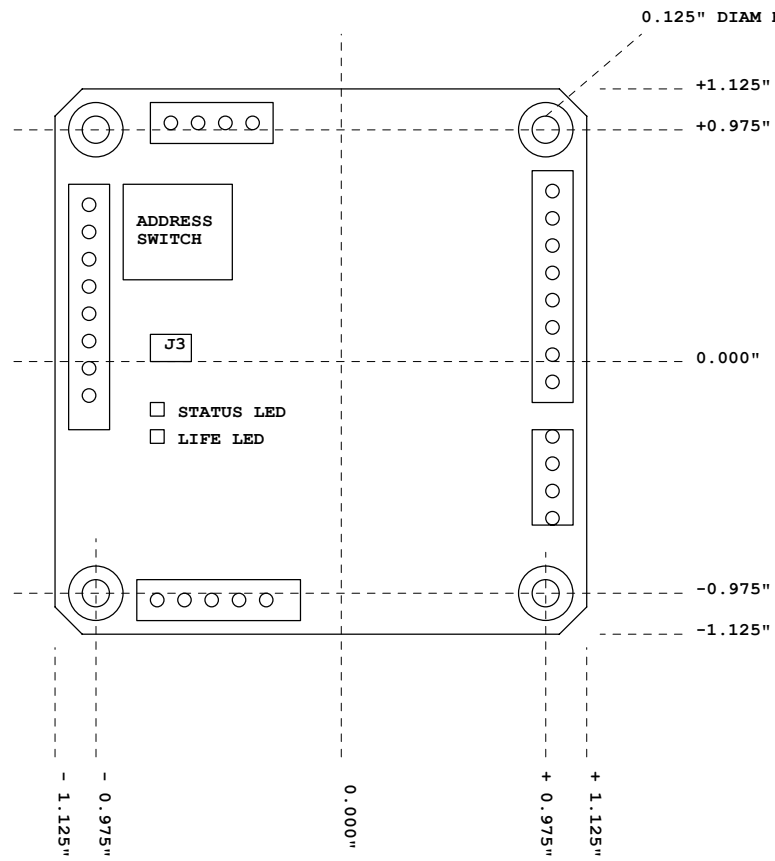 0.125" DIAM
+1.125"
+0.975"
ADDRESS
SWITCH
J3
0.000"
STATUS LED
LIFE LED
-0.975"
-1.125"
- 1.125"
- 0.975"
0.000"
+ 0.975"
+ 1.125"